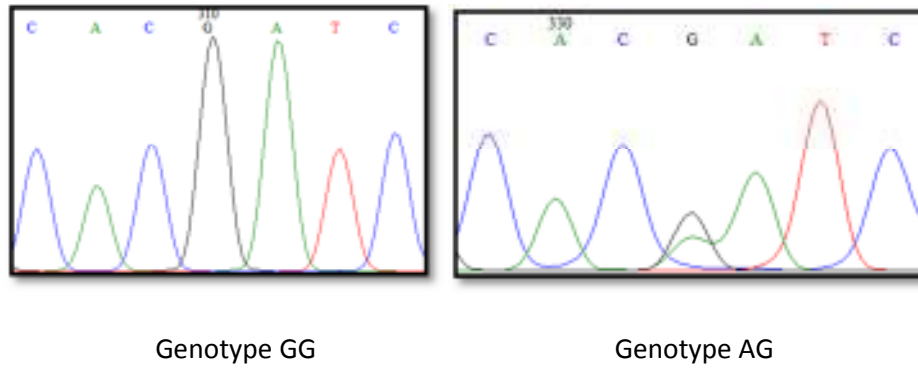 310
C A C G A T C
330
C A C G A T C
Genotype GG
Genotype AG